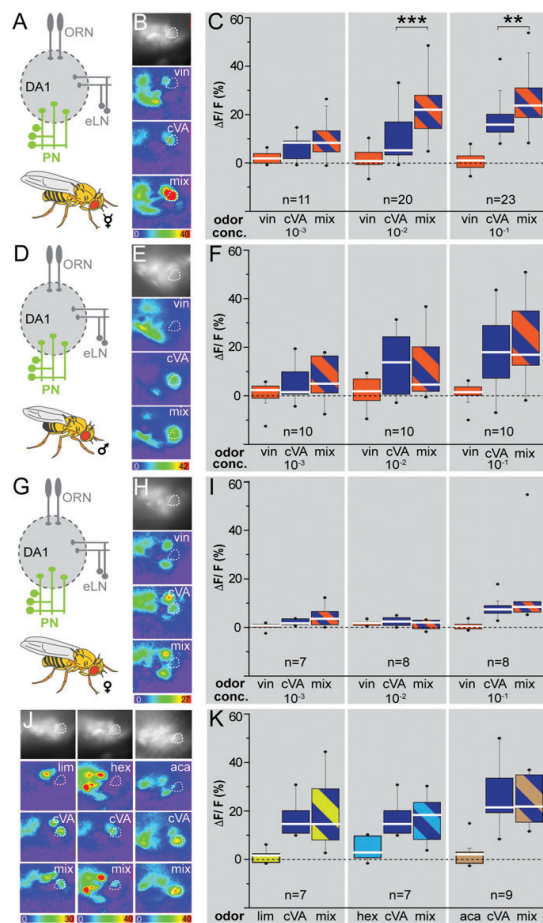 A
ORN
DA1
eLN
PN
B
vin
cVA
mix
0 40
C
*** **
60
40
20
0
ΔF/ F (%)
n=11 n=20 n=23
odor vin cVA mix vin cVA mix vin cVA mix
conc. 10-3 10-2 10-1
D
ORN
DA1
eLN
PN
♂
E
vin
cVA
mix
0 42
F
60
40
20
0
ΔF/ F (%)
n=10 n=10 n=10
odor vin cVA mix vin cVA mix vin cVA mix
conc. 10-3 10-2 10-1
G
ORN
DA1
eLN
PN
♀
H
vin
cVA
mix
0 27
I
60
40
20
0
ΔF/ F (%)
n=7 n=8 n=8
odor vin cVA mix vin cVA mix vin cVA mix
conc. 10-3 10-2 10-1
J
lim hex aca
cVA cVA cVA
mix mix mix
0 30 0 40 0 35
K
60
40
20
0
ΔF/ F (%)
n=7 n=7 n=9
odor lim cVA mix hex cVA mix aca cVA mix